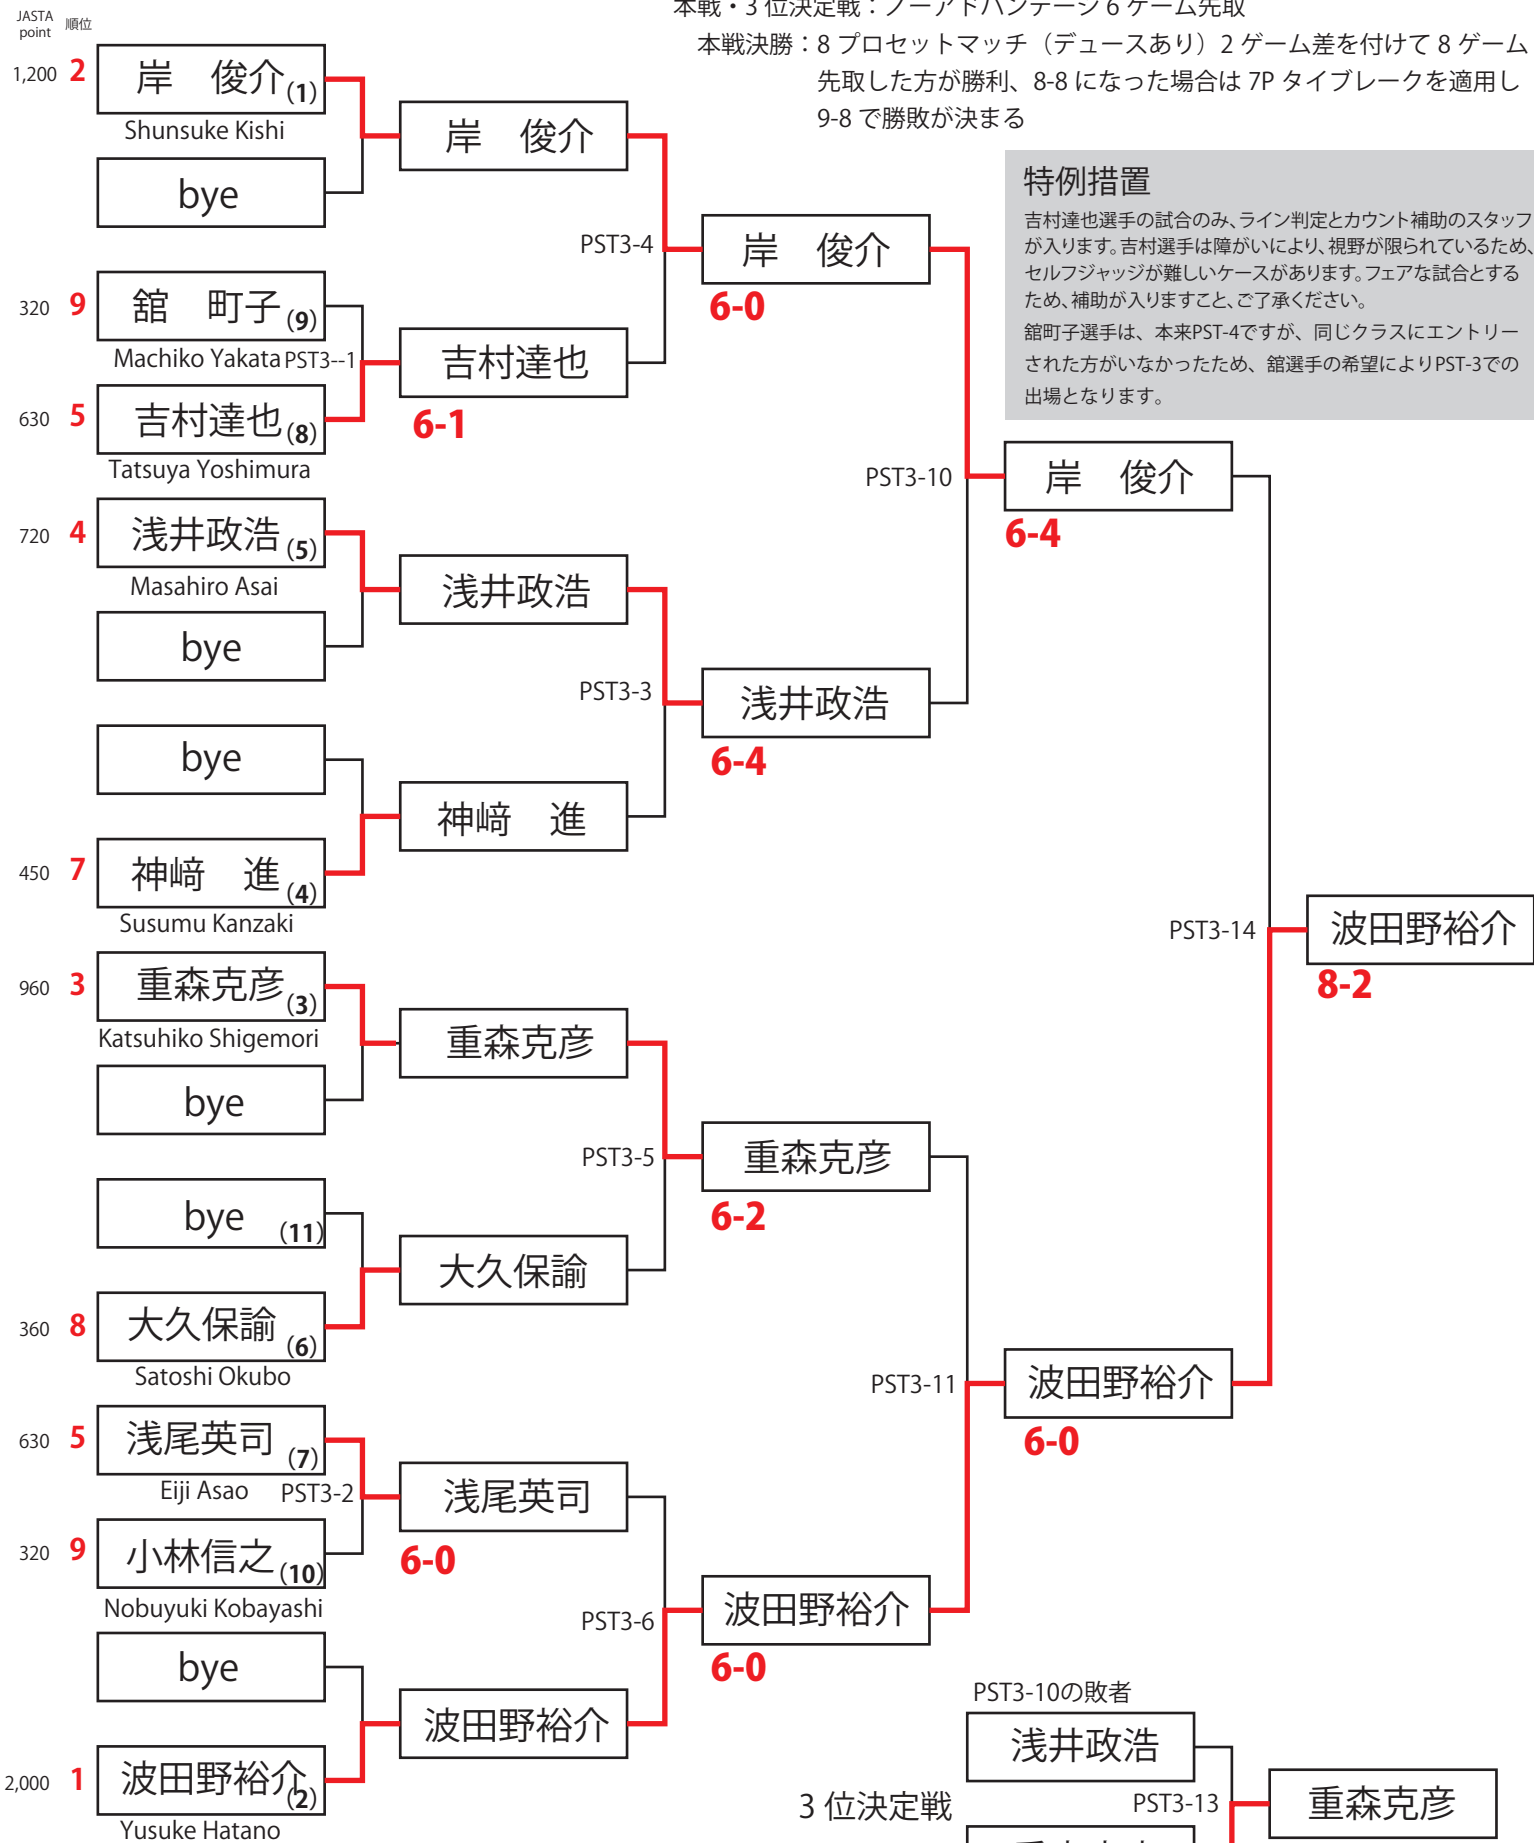 本戦・3 位決定戦：ノーアドバンテージ 6 ゲーム先取
本戦決勝：8 プロセットマッチ（デュースあり）2 ゲーム差を付けて 8 ゲーム
先取した方が勝利、8-8 になった場合は 7P タイブレークを適用し
9-8 で勝敗が決まる
特例措置
吉村達也選手の試合のみ、ライン判定とカウント補助のスタッフ
が入ります。吉村選手は障がいにより、視野が限られているため、
セルフジャッジが難しいケースがあります。フェアな試合とする
ため、補助が入りますこと、ご了承ください。
舘町子選手は、本来PST-4ですが、同じクラスにエントリー
された方がいなかったため、舘選手の希望によりPST-3での
出場となります。
JASTA
point 順位
1,200 2 岸　俊介 (1)
Shunsuke Kishi
bye
320 9 舘　町子 (9)
Machiko Yakata PST3--1
630 5 吉村達也 (8)
Tatsuya Yoshimura
720 4 浅井政浩 (5)
Masahiro Asai
bye
bye
450 7 神﨑　進 (4)
Susumu Kanzaki
960 3 重森克彦 (3)
Katsuhiko Shigemori
bye
bye (11)
360 8 大久保諭 (6)
Satoshi Okubo
630 5 浅尾英司 (7)
Eiji Asao PST3-2
320 9 小林信之 (10)
Nobuyuki Kobayashi
bye
2,000 1 波田野裕介 (2)
Yusuke Hatano
岸　俊介
PST3-4
吉村達也
6-1
浅井政浩
PST3-3
神﨑　進
重森克彦
PST3-5
大久保諭
浅尾英司
6-0
PST3-6
波田野裕介
岸　俊介
6-0
PST3-10
浅井政浩
6-4
重森克彦
6-2
PST3-11
波田野裕介
6-0
岸　俊介
6-4
PST3-14
波田野裕介
6-0
波田野裕介
8-2
PST3-10の敗者
浅井政浩
3 位決定戦
PST3-13
重森克彦